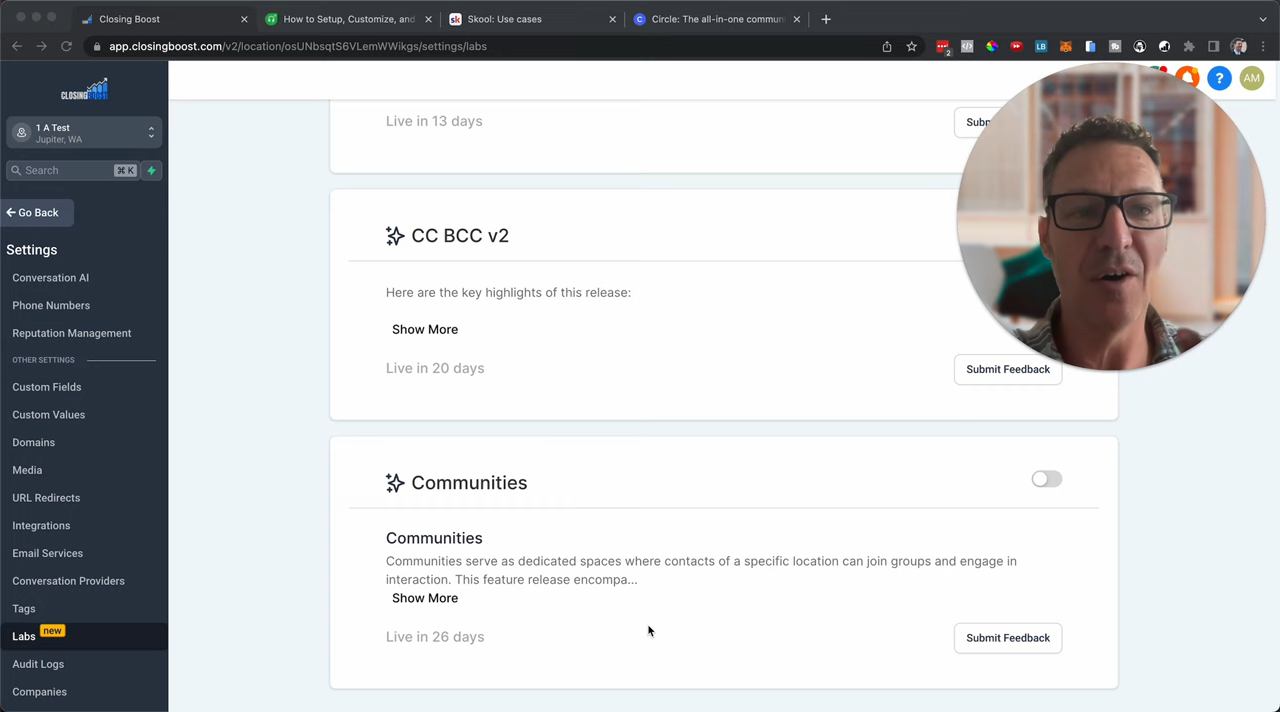 Closing Boost
How to Setup, Customize, and
Skool: Use cases
Circle: The all-in-one commun
app.closingboost.com/v2/location/osUNbsqtS6VLemWWikgs/settings/labs
2
LB
CLOSINGBOOST
1 A Test
Jupiter, WA
Search
⌘ K
Go Back
Settings
Conversation AI
Phone Numbers
Reputation Management
OTHER SETTINGS
Custom Fields
Custom Values
Domains
Media
URL Redirects
Integrations
Email Services
Conversation Providers
Tags
Labs new
Audit Logs
Companies
?
AM
Live in 13 days
Subm
CC BCC v2
Here are the key highlights of this release:
Show More
Live in 20 days
Submit Feedback
Communities
Communities
Communities serve as dedicated spaces where contacts of a specific location can join groups and engage in
interaction. This feature release encompa...
Show More
Live in 26 days
Submit Feedback